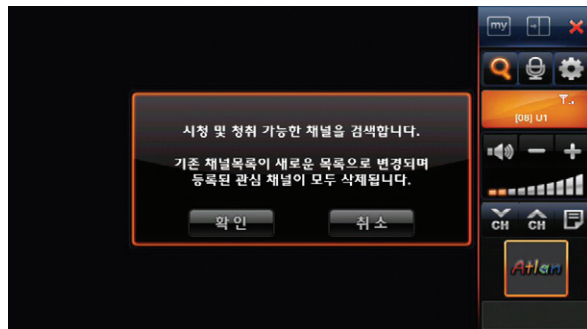 my
시청 및 청취 가능한 채널을 검색합니다.
기존 채널목록이 새로운 목록으로 변경되며
등록된 관심 채널이 모두 삭제됩니다.
확인 취소
[08] U1
CH CH
Atlan